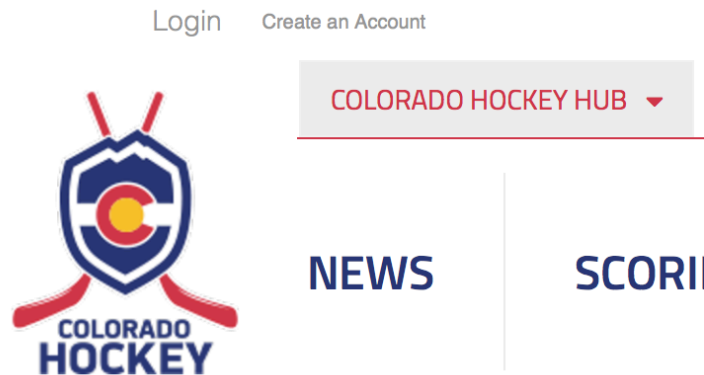 Login Create an Account
COLORADO HOCKEY HUB
NEWS
COLORADO
HOCKEY